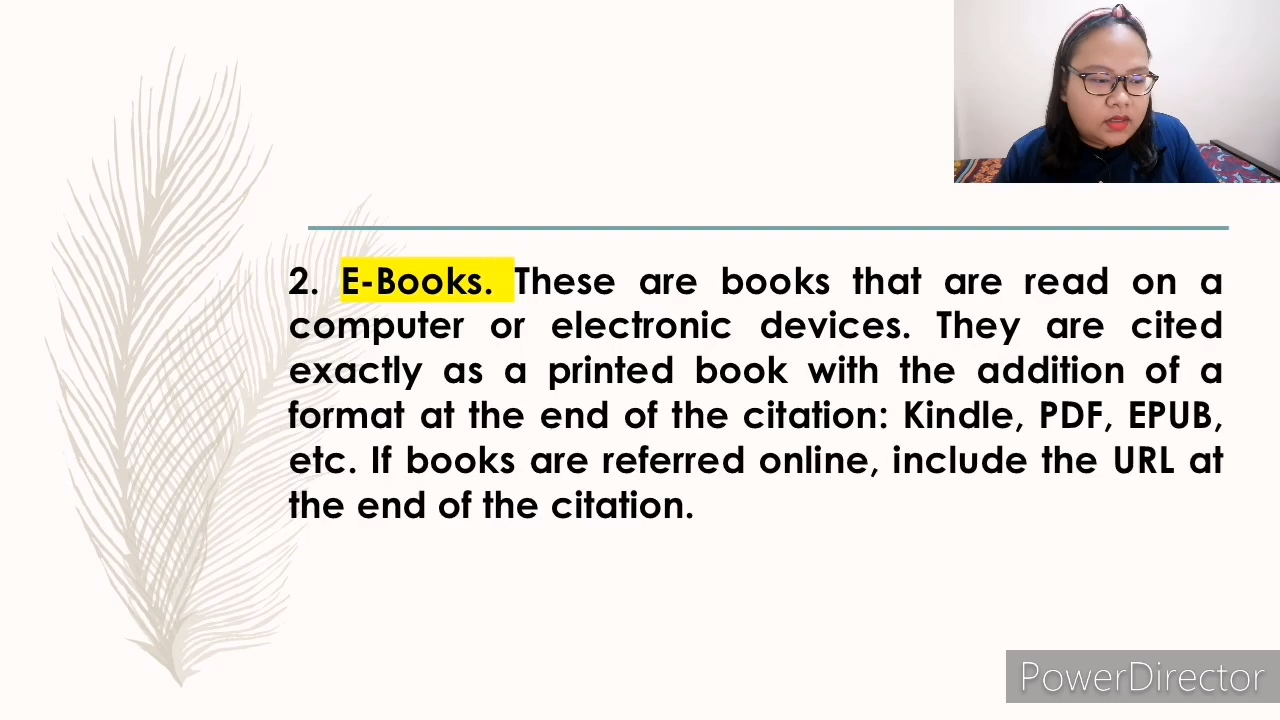 2. E-Books. These are books that are read on a
computer or electronic devices. They are cited
exactly as a printed book with the addition of a
format at the end of the citation: Kindle, PDF, EPUB,
etc. If books are referred online, include the URL at
the end of the citation.
PowerDirector